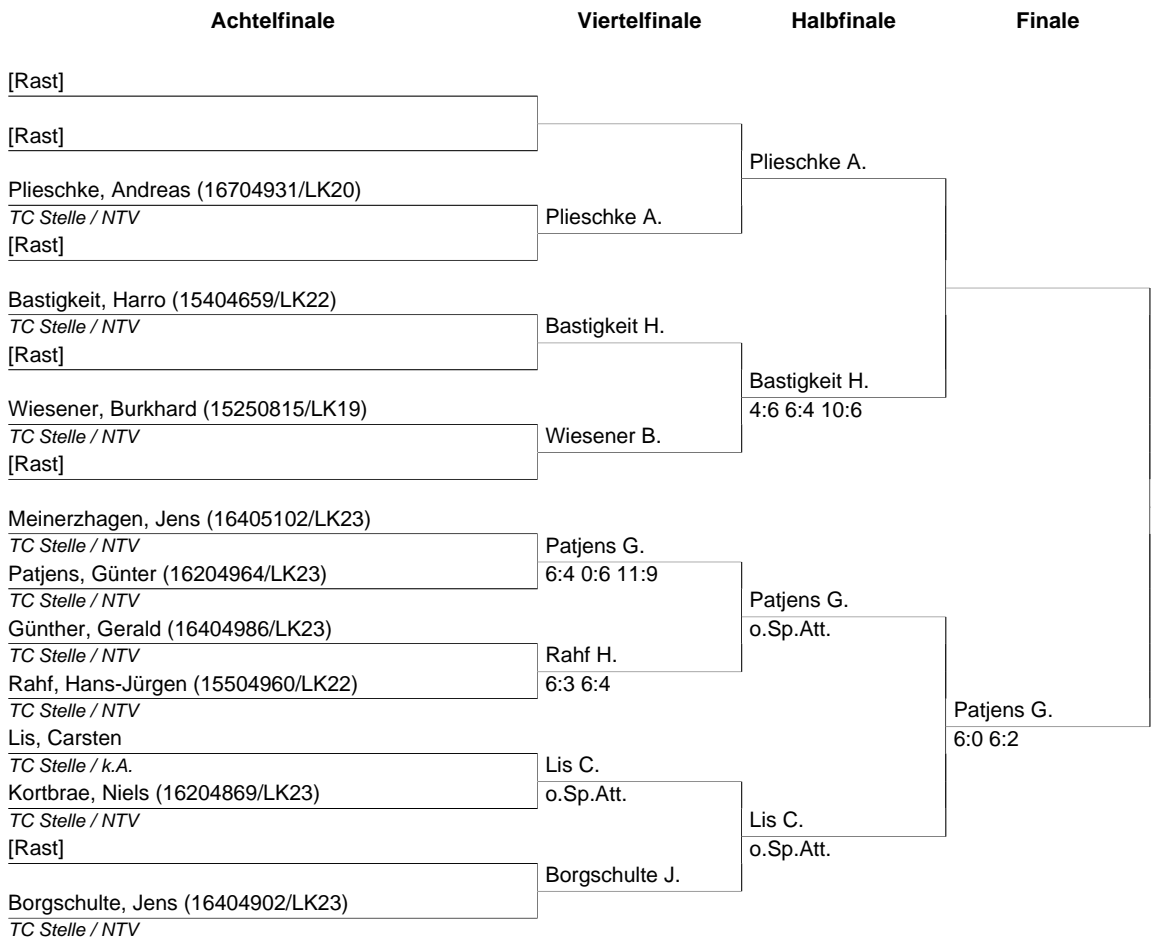 Achtelfinale Viertelfinale Halbfinale Finale
[Rast]
[Rast]
Plieschke A.
Plieschke, Andreas (16704931/LK20)
TC Stelle / NTV Plieschke A.
[Rast]
Bastigkeit, Harro (15404659/LK22)
TC Stelle / NTV Bastigkeit H.
[Rast]
Bastigkeit H.
Wiesener, Burkhard (15250815/LK19) 4:6 6:4 10:6
TC Stelle / NTV Wiesener B.
[Rast]
Meinerzhagen, Jens (16405102/LK23)
TC Stelle / NTV Patjens G.
Patjens, Günter (16204964/LK23) 6:4 0:6 11:9
TC Stelle / NTV Patjens G.
Günther, Gerald (16404986/LK23) o.Sp.Att.
TC Stelle / NTV Rahf H.
Rahf, Hans-Jürgen (15504960/LK22) 6:3 6:4
TC Stelle / NTV Patjens G.
Lis, Carsten 6:0 6:2
TC Stelle / k.A. Lis C.
Kortbrae, Niels (16204869/LK23) o.Sp.Att.
TC Stelle / NTV Lis C.
[Rast] o.Sp.Att.
Borgschulte J.
Borgschulte, Jens (16404902/LK23)
TC Stelle / NTV